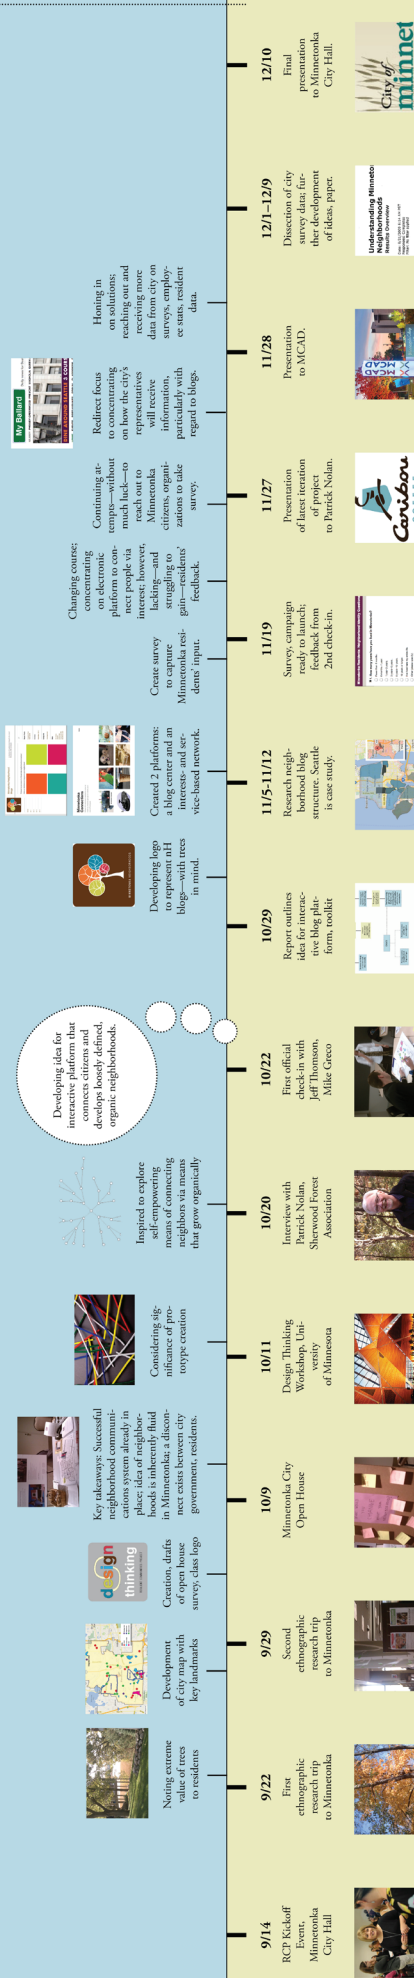 9/14
RCP Kickoff
Event,
Minnetonka
City Hall
Noting extreme
value of trees
to residents
9/22
First
ethnographic
research trip
to Minnetonka
Development
of city map with
key landmarks
9/29
Second
ethnographic
research trip
to Minnetonka
design
thinking
Creation, drafts
of open house
survey, class logo
10/9
Minnetonka City
Open House
Key takeaways: Successful
neighborhood communi-
cations system already in
place; idea of neighbor-
hoods is inherently fluid
in Minnetonka; a discon-
nect exists between city
government, residents.
Considering sig-
nificance of pro-
totype creation
10/11
Design Thinking
Workshop, Uni-
versity
of Minnesota
Inspired to explore
self-empowering
means of connecting
neighbors via means
that grow organically
10/20
Interview with
Patrick Nolan,
Sherwood Forest
Association
Developing idea for
interactive platform that
connects citizens and
develops loosely defined,
organic neighborhoods.
10/22
First official
check-in with
Jeff Thomson,
Mike Greco
10/29
Report outlines
idea for interac-
tive blog plat-
form, toolkit
Developing logo
to represent nH
blogs—with trees
in mind.
Created 2 platforms:
a blog center and an
interests- and ser-
vice-based network.
11/5-11/12
Research neigh-
borhood blog
structure. Seattle
is case study.
Create survey
to capture
Minnetonka resi-
dents' input.
11/19
Survey, campaign
ready to launch;
feedback from
2nd check-in.
Changing course;
concentrating
on electronic
platform to con-
nect people via
interest; however,
lacking—and
struggling to
gain—residents'
feedback.
Continuing at-
tempts—without
much luck—to
reach out to
Minnetonka
citizens, organi-
zations to take
survey.
11/27
Presentation
of latest iteration
of project
to Patrick Nolan.
Caribou
My Ballard
Redirect focus
to concentrating
on how the city's
representatives
will receive
information,
particularly with
regard to blogs.
11/28
Presentation
to MCAD.
MCAD
Honing in
on solutions;
reaching out and
receiving more
data from city on
surveys, employ-
ee stats, resident
data.
12/1–12/9
Dissection of city
survey data; fur-
ther development
of ideas, paper.
Understanding Minneto
Neighborhoods
Results Overview
12/10
Final
presentation
to Minnetonka
City Hall.
City of
minnet